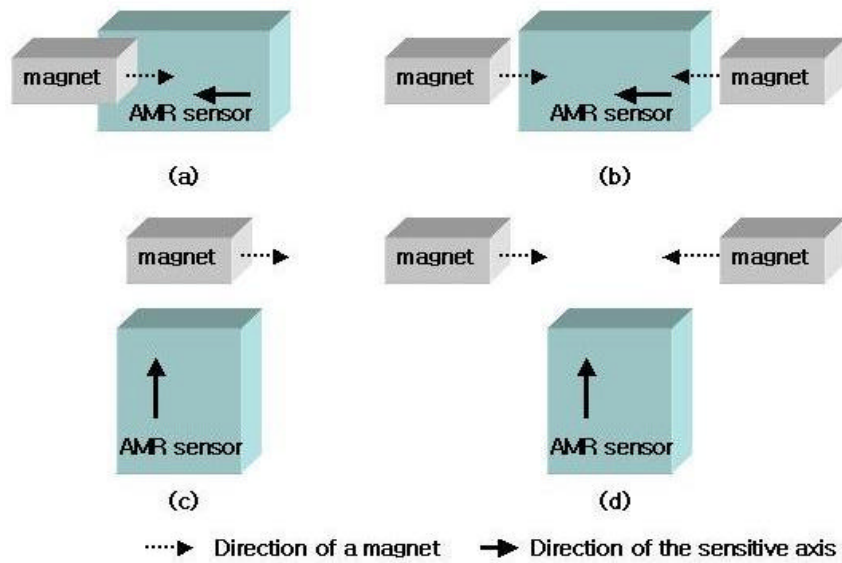 magnet
AMR sensor
(a)
magnet
magnet
AMR sensor
(b)
magnet
AMR sensor
(c)
magnet
magnet
AMR sensor
(d)
Direction of a magnet
Direction of the sensitive axis